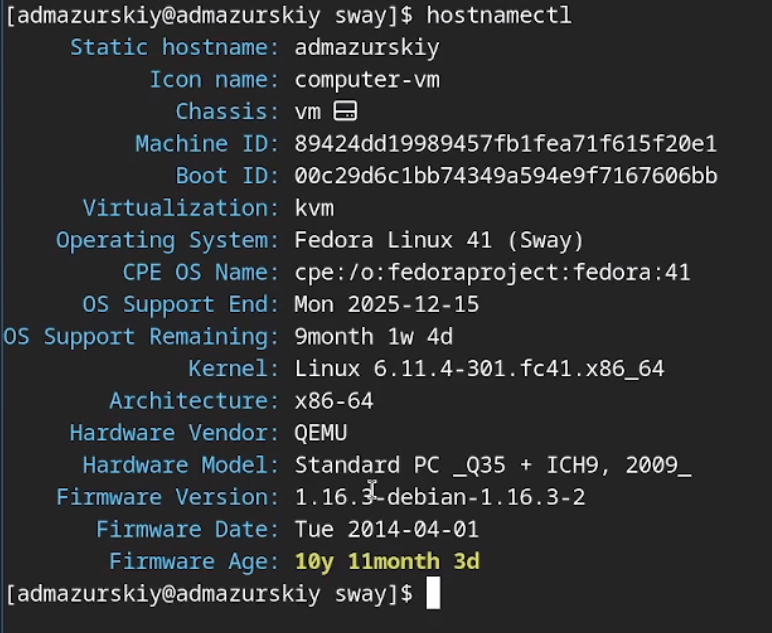 [admazurskiy@admazurskiy sway]$ hostnamectl
Static hostname: admazurskiy
Icon name: computer-vm
Chassis: vm 🖴
Machine ID: 89424dd19989457fb1fea71f615f20e1
Boot ID: 00c29d6c1bb74349a594e9f7167606bb
Virtualization: kvm
Operating System: Fedora Linux 41 (Sway)
CPE OS Name: cpe:/o:fedoraproject:fedora:41
OS Support End: Mon 2025-12-15
OS Support Remaining: 9month 1w 4d
Kernel: Linux 6.11.4-301.fc41.x86_64
Architecture: x86-64
Hardware Vendor: QEMU
Hardware Model: Standard PC _Q35 + ICH9, 2009_
Firmware Version: 1.16.3-debian-1.16.3-2
Firmware Date: Tue 2014-04-01
Firmware Age: 10y 11month 3d
[admazurskiy@admazurskiy sway]$